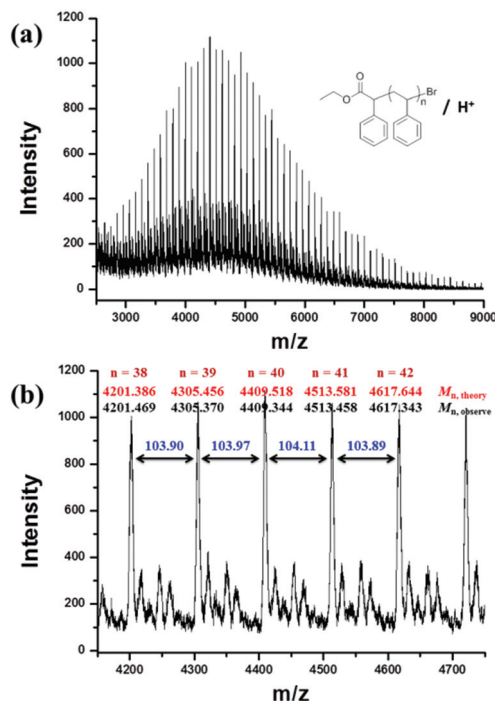 (a)
1200
1000
800
600
400
200
0
Intensity
3000 4000 5000 6000 7000 8000 9000
m/z
O
O
Br
n
/ H⁺
(b)
n = 38 n = 39 n = 40 n = 41 n = 42
4201.386 4305.456 4409.518 4513.581 4617.644 Mn, theory
4201.469 4305.370 4409.344 4513.458 4617.343 Mn, observe
103.90 103.97 104.11 103.89
1200
1000
800
600
400
200
0
Intensity
4200 4300 4400 4500 4600 4700
m/z